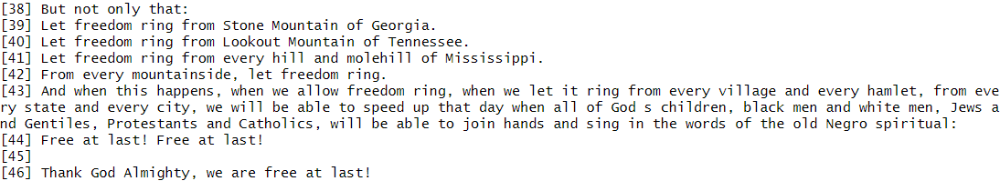 [38] But not only that:
[39] Let freedom ring from Stone Mountain of Georgia.
[40] Let freedom ring from Lookout Mountain of Tennessee.
[41] Let freedom ring from every hill and molehill of Mississippi.
[42] From every mountainside, let freedom ring.
[43] And when this happens, when we allow freedom ring, when we let it ring from every village and every hamlet, from eve
ry state and every city, we will be able to speed up that day when all of God s children, black men and white men, Jews a
nd Gentiles, Protestants and Catholics, will be able to join hands and sing in the words of the old Negro spiritual:
[44] Free at last! Free at last!
[45]
[46] Thank God Almighty, we are free at last!